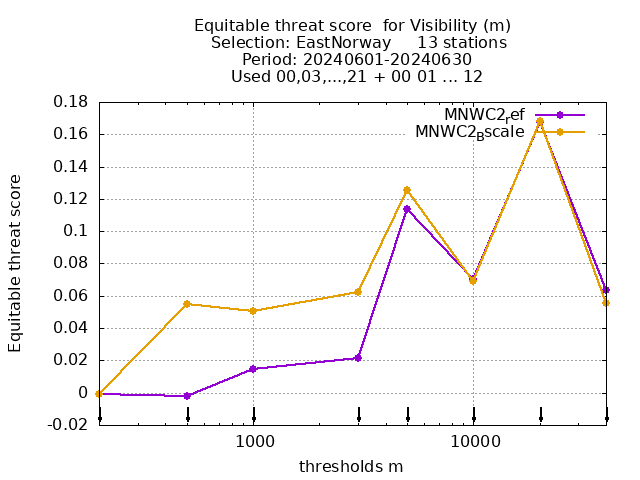 Equitable threat score  for Visibility (m)
Selection: EastNorway     13 stations
Period: 20240601-20240630
Used 00,03,...,21 + 00 01 ... 12
MNWC2_ref
MNWC2_Bscale
0.18
0.16
0.14
0.12
0.1
0.08
0.06
0.04
0.02
0
-0.02
Equitable threat score
1000
10000
thresholds m